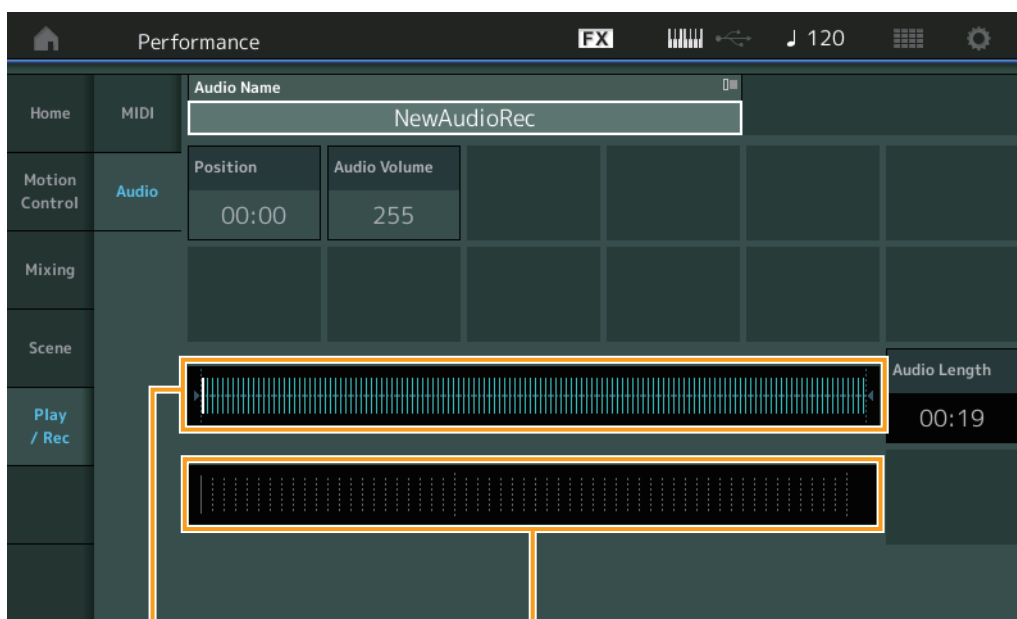 Performance
FX
120
Home
MIDI
Audio Name
NewAudioRec
Motion
Control
Audio
Position
Audio Volume
00:00
255
Mixing
Scene
Audio Length
00:19
Play
/ Rec